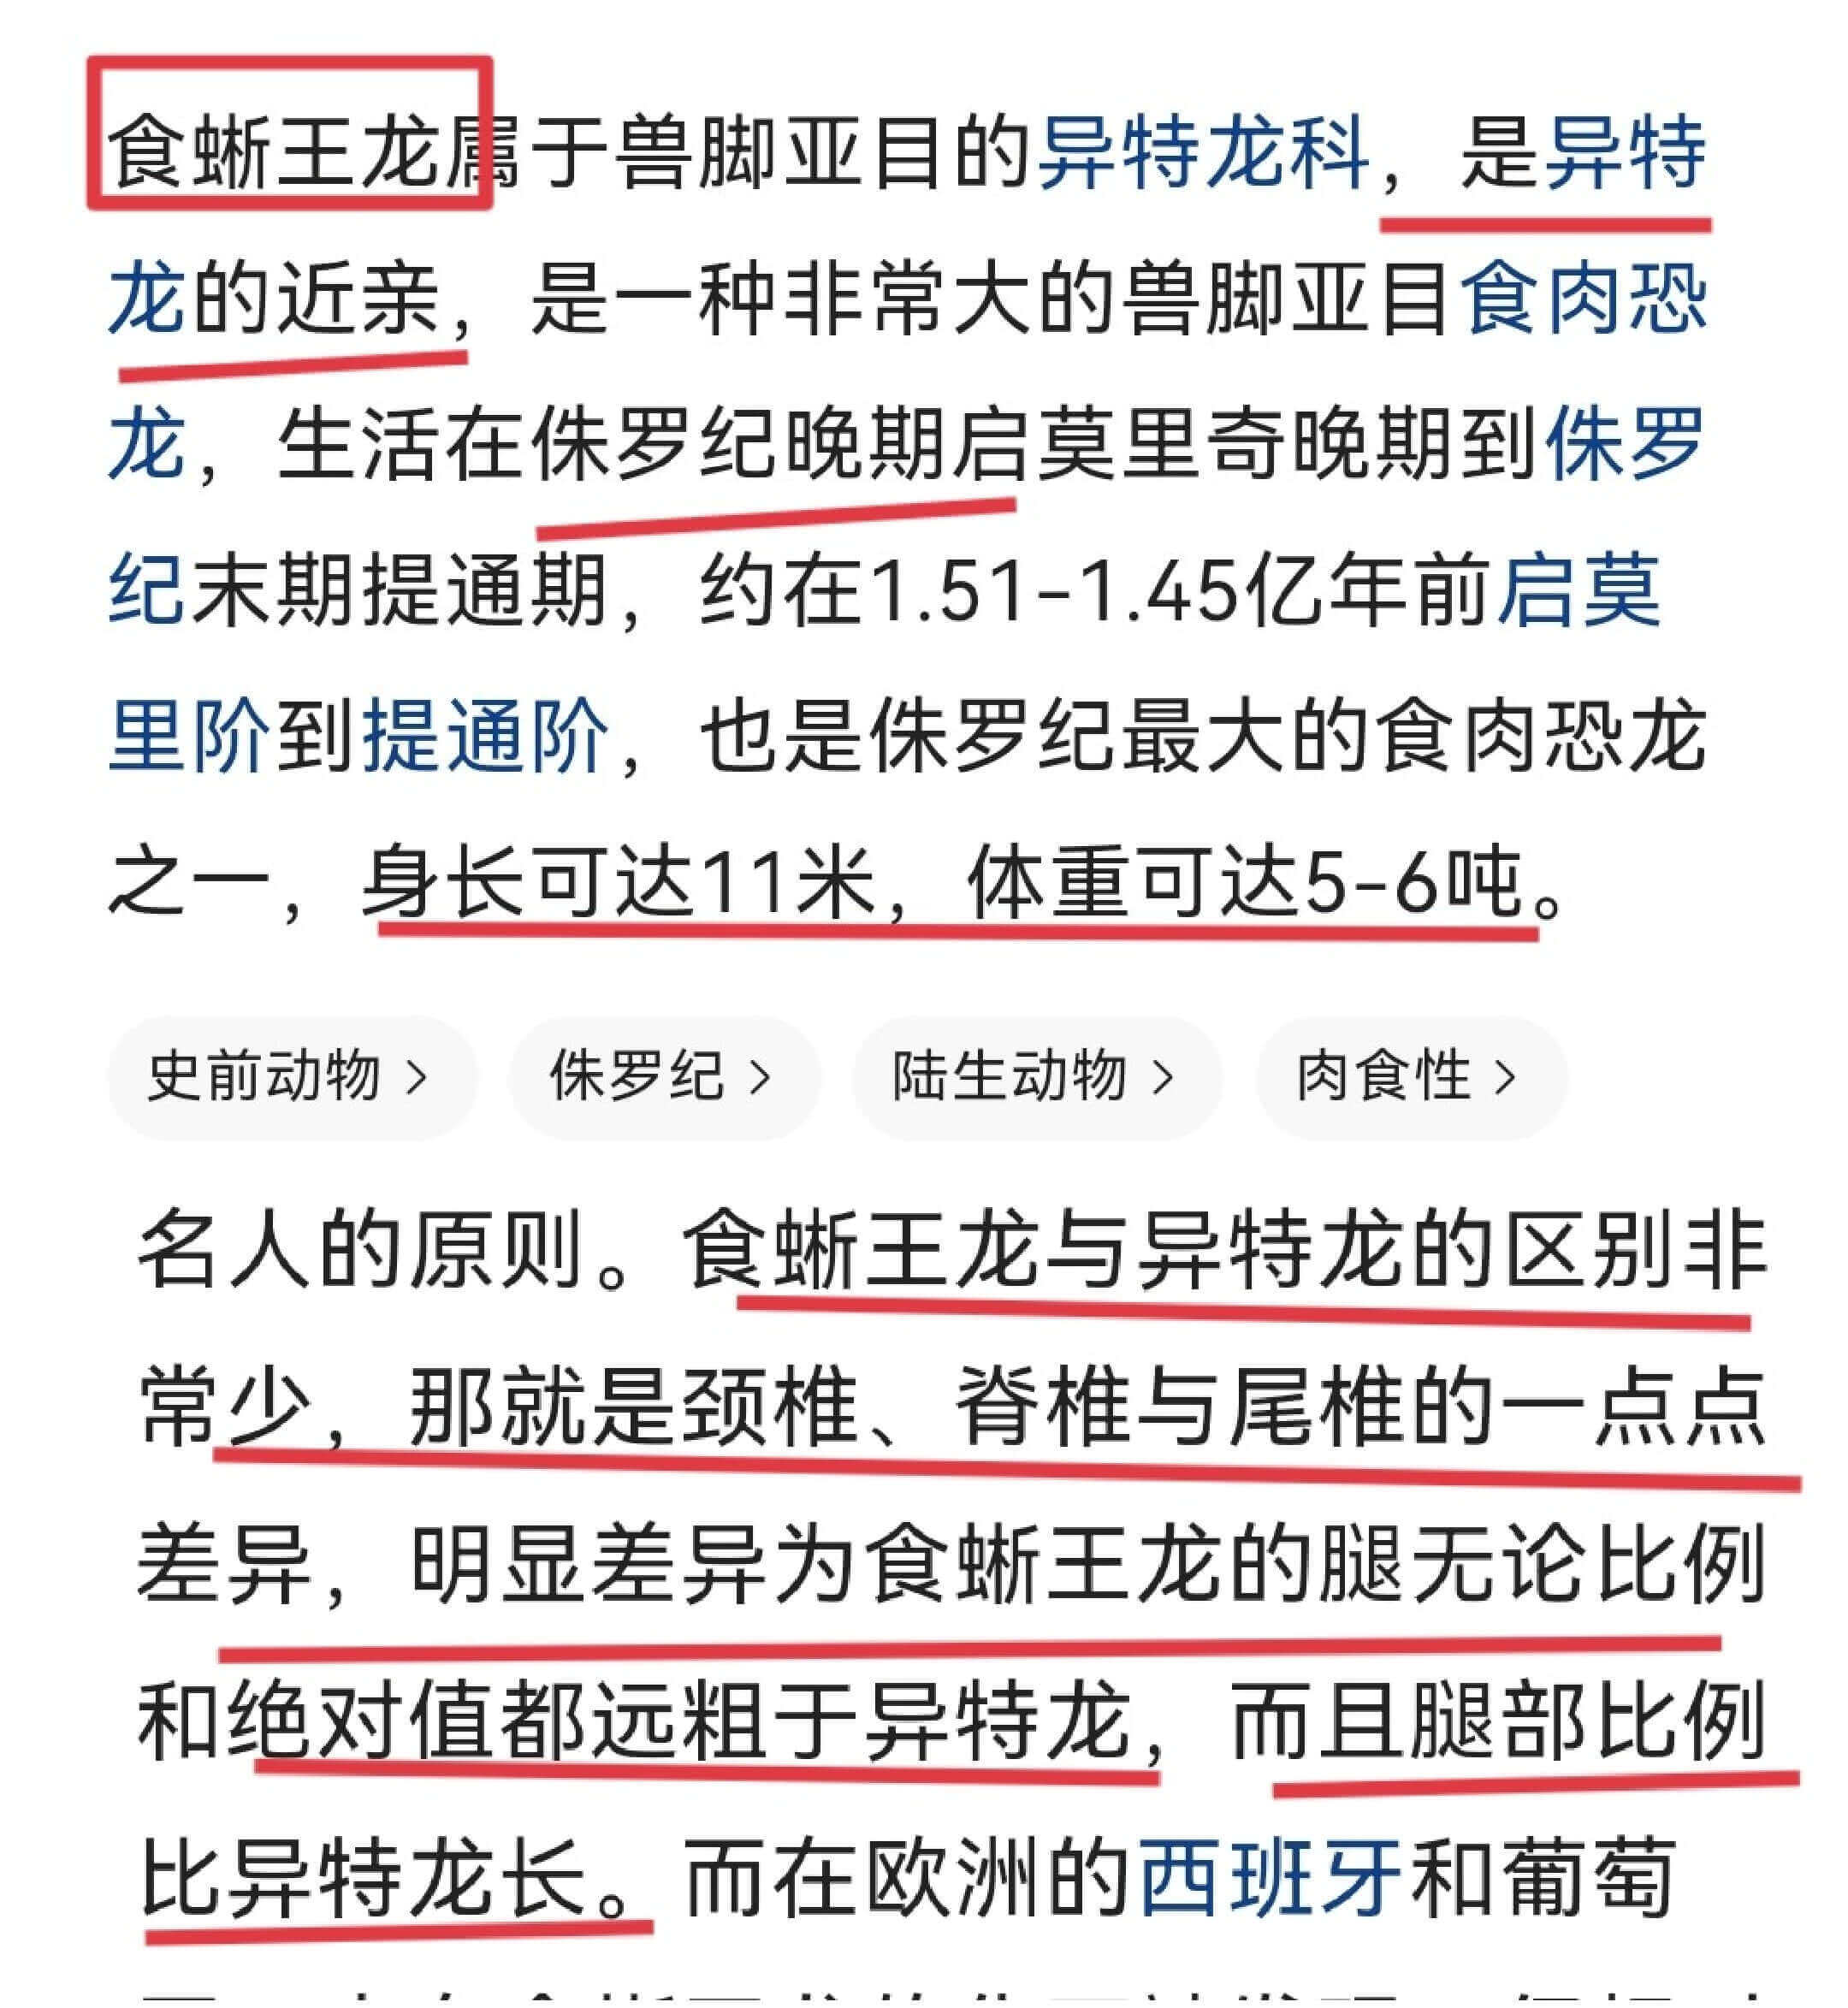 食蜥王龙属于兽脚亚目的异特龙科，是异特
龙的近亲，是一种非常大的兽脚亚目食肉恐
龙，生活在侏罗纪晚期启莫里奇晚期到侏罗
纪末期提通期，约在1.51-1.45亿年前启莫
里阶到提通阶，也是侏罗纪最大的食肉恐龙
之一，身长可达11米，体重可达5-6吨。
史前动物 > 侏罗纪 > 陆生动物 > 肉食性 >
名人的原则。食蜥王龙与异特龙的区别非
常少，那就是颈椎、脊椎与尾椎的一点点
差异，明显差异为食蜥王龙的腿无论比例
和绝对值都远粗于异特龙，而且腿部比例
比异特龙长。而在欧洲的西班牙和葡萄